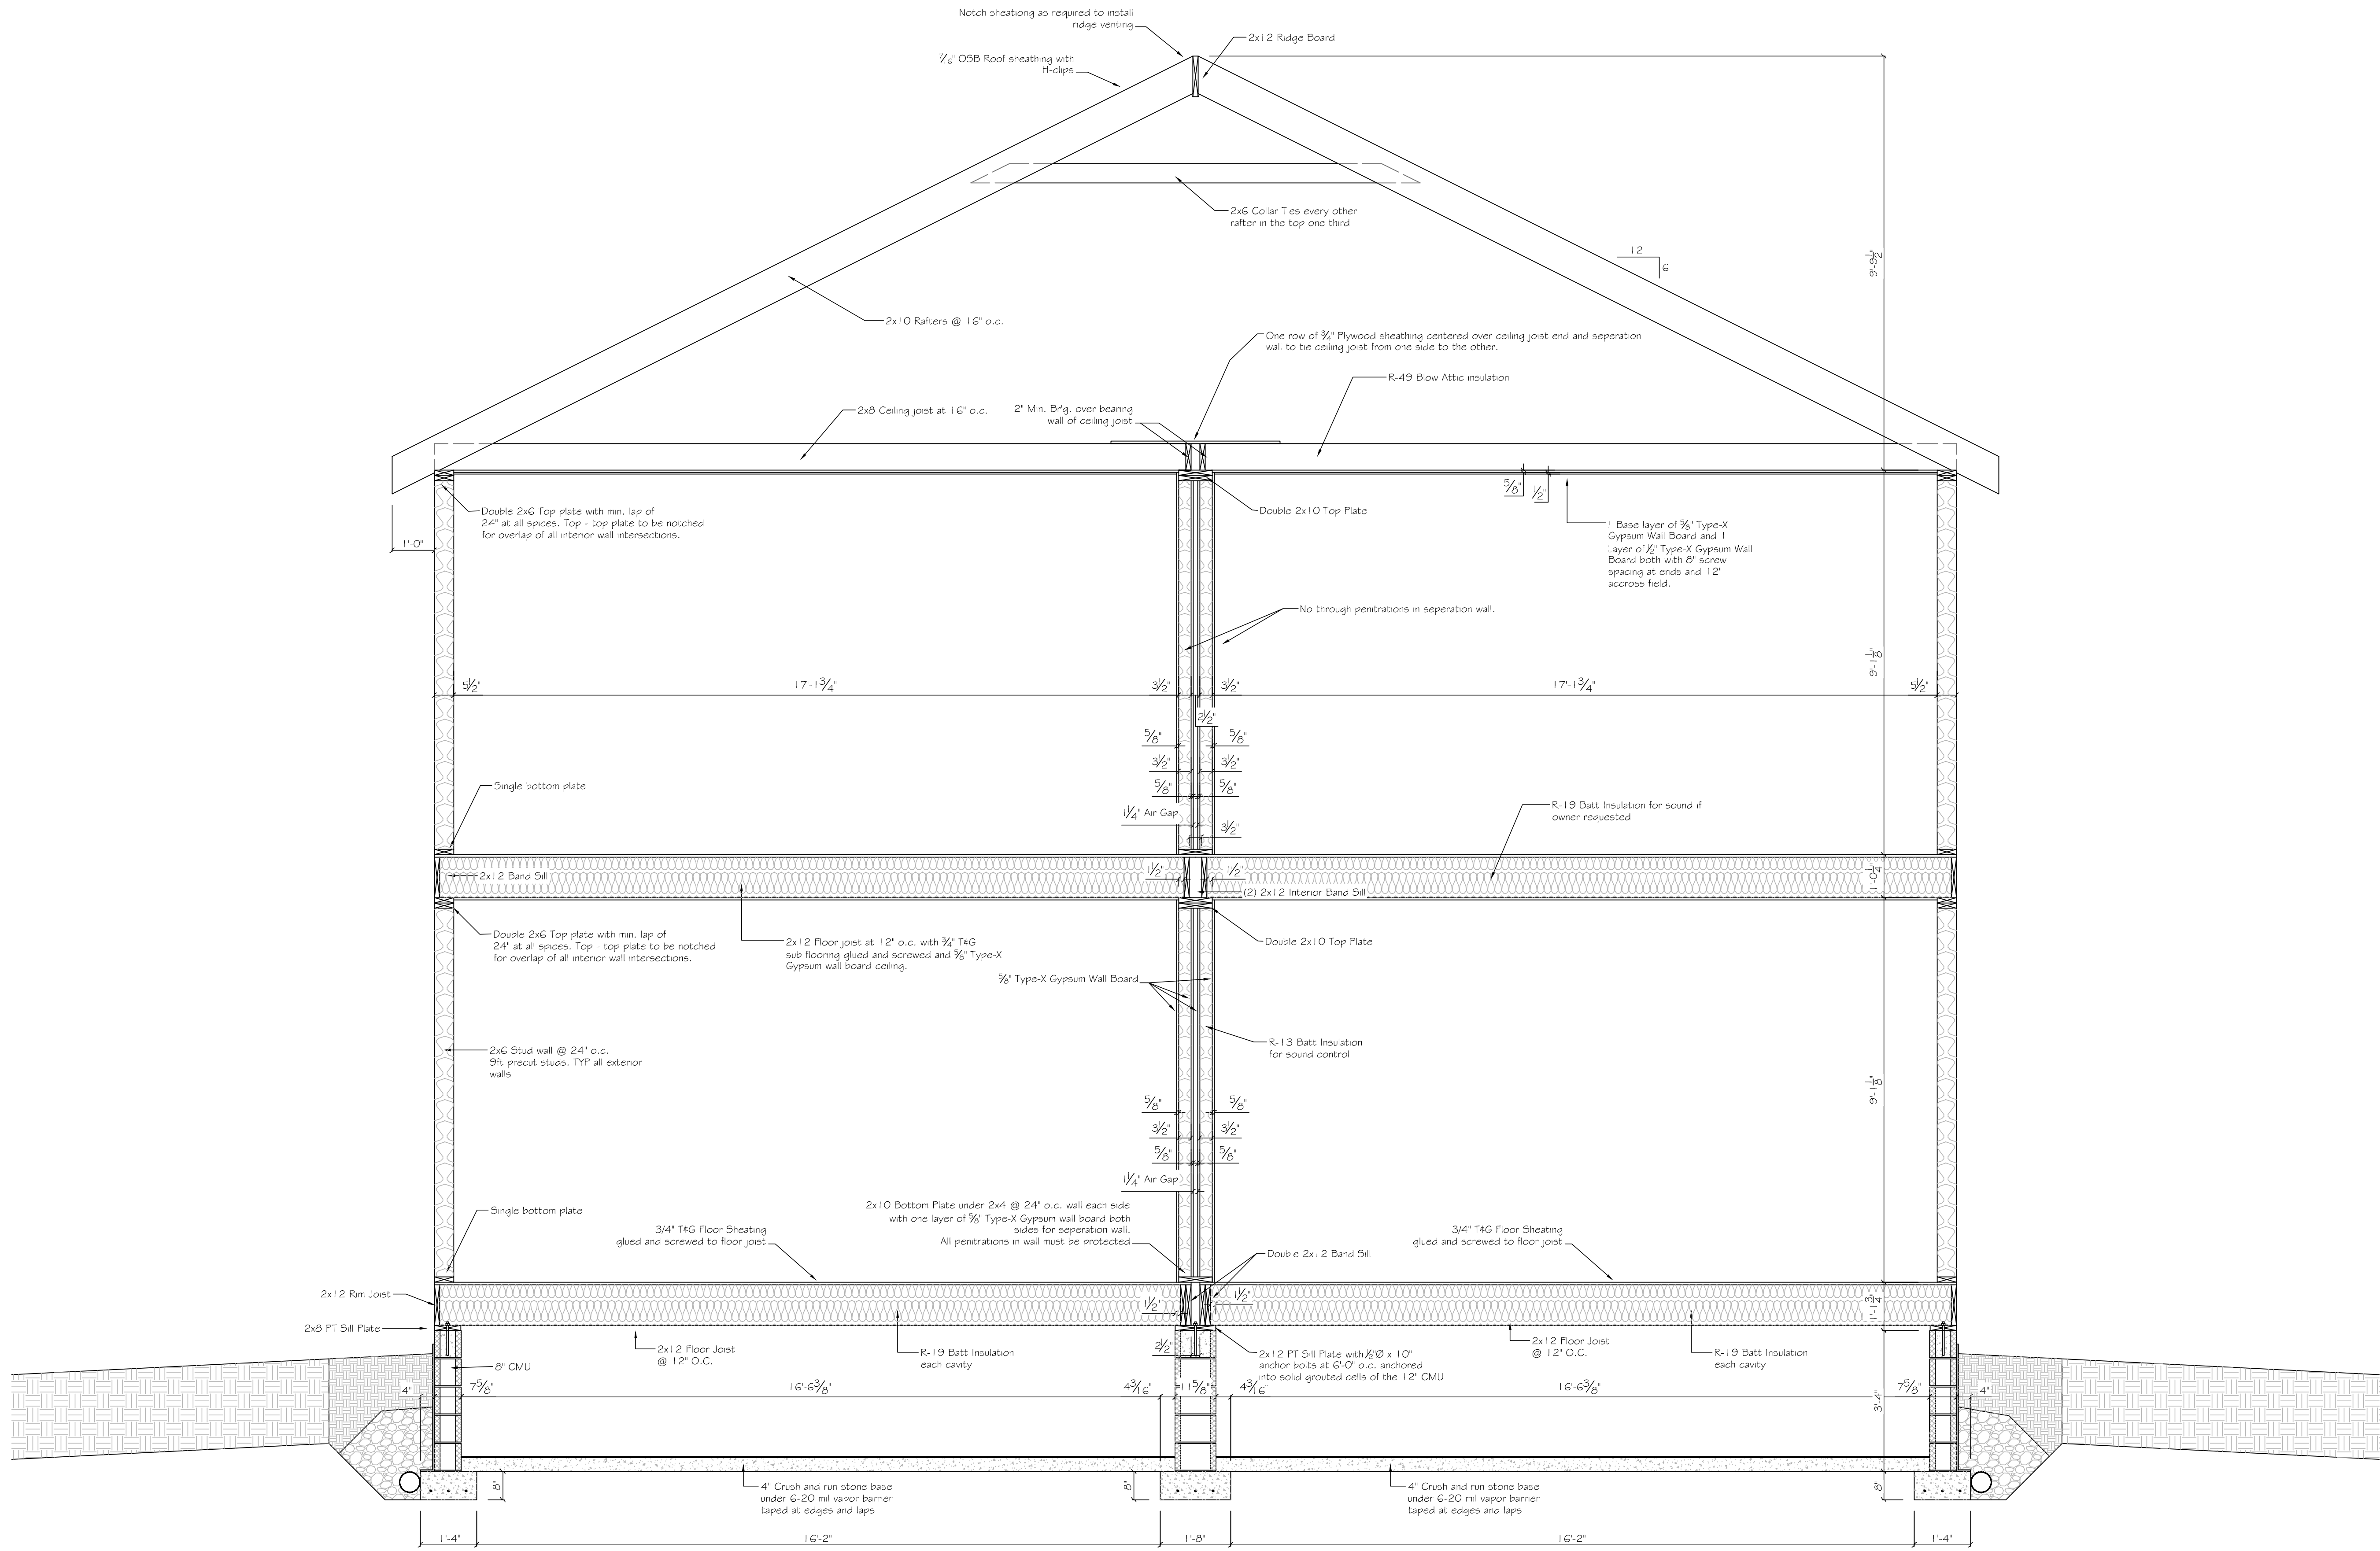 Notch sheationg as required to install
ridge venting
2x12 Ridge Board
7/16" OSB Roof sheathing with
H-clips
2x6 Collar Ties every other
rafter in the top one third
12
6
9'-9 1/2"
2x10 Rafters @ 16" o.c.
One row of 3/4" Plywood sheathing centered over ceiling joist end and seperation
wall to tie ceiling joist from one side to the other.
R-49 Blow Attic insulation
2x8 Ceiling joist at 16" o.c.
2" Min. Br'g. over bearing
wall of ceiling joist
5/8"
1/2"
Double 2x6 Top plate with min. lap of
24" at all spices. Top - top plate to be notched
for overlap of all interior wall intersections.
Double 2x10 Top Plate
1 Base layer of 5/8" Type-X
Gypsum Wall Board and 1
Layer of 1/2" Type-X Gypsum Wall
Board both with 8" screw
spacing at ends and 12"
accross field.
1'-0"
No through penitrations in seperation wall.
9'-1 1/8"
5 1/2"
17'-1 3/4"
3 1/2"
3 1/2"
17'-1 3/4"
5 1/2"
2 1/2"
5/8"
5/8"
3 1/2"
3 1/2"
5/8"
5/8"
1 1/4" Air Gap
3 1/2"
Single bottom plate
R-19 Batt Insulation for sound if
owner requested
2x12 Band Sill
1 1/2"
1 1/2"
1'-0 1/4"
(2) 2x12 Interior Band Sill
Double 2x6 Top plate with min. lap of
24" at all spices. Top - top plate to be notched
for overlap of all interior wall intersections.
2x12 Floor joist at 12" o.c. with 3/4" T&G
sub flooring glued and screwed and 5/8" Type-X
Gypsum wall board ceiling.
Double 2x10 Top Plate
5/8" Type-X Gypsum Wall Board
2x6 Stud wall @ 24" o.c.
9ft precut studs. TYP all exterior
walls
R-13 Batt Insulation
for sound control
9'-1 1/8"
5/8"
5/8"
3 1/2"
3 1/2"
5/8"
5/8"
1 1/4" Air Gap
Single bottom plate
2x10 Bottom Plate under 2x4 @ 24" o.c. wall each side
with one layer of 5/8" Type-X Gypsum wall board both
sides for seperation wall.
All penitrations in wall must be protected
3/4" T&G Floor Sheating
glued and screwed to floor joist
3/4" T&G Floor Sheating
glued and screwed to floor joist
Double 2x12 Band Sill
2x12 Rim Joist
1 1/2"
1 1/2"
1'-1 3/4"
2x8 PT Sill Plate
2x12 Floor Joist
@ 12" O.C.
R-19 Batt Insulation
each cavity
2 1/2"
2x12 PT Sill Plate with 1/2"Ø x 10"
anchor bolts at 6'-0" o.c. anchored
into solid grouted cells of the 12" CMU
2x12 Floor Joist
@ 12" O.C.
R-19 Batt Insulation
each cavity
8" CMU
4"
7 5/8"
16'-6 3/8"
4 3/16"
11 5/8"
4 3/16"
16'-6 3/8"
7 5/8"
4"
3'-4"
8"
4" Crush and run stone base
under 6-20 mil vapor barrier
taped at edges and laps
8"
4" Crush and run stone base
under 6-20 mil vapor barrier
taped at edges and laps
8"
1'-4"
16'-2"
1'-8"
16'-2"
1'-4"